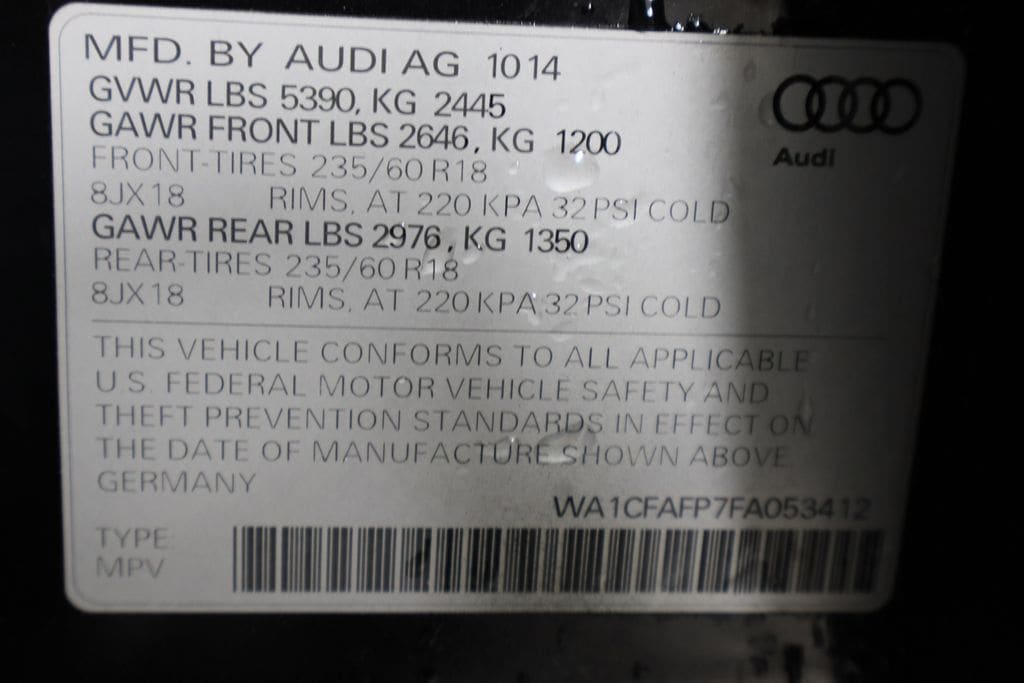 MFD. BY AUDI AG 1014
GVWR LBS 5390, KG 2445
GAWR FRONT LBS 2646, KG 1200
FRONT-TIRES 235/60 R18
8JX18 RIMS, AT 220 KPA 32 PSI COLD
GAWR REAR LBS 2976, KG 1350
REAR-TIRES 235/60 R18
8JX18 RIMS, AT 220 KPA 32 PSI COLD
Audi
THIS VEHICLE CONFORMS TO ALL APPLICABLE
U.S. FEDERAL MOTOR VEHICLE SAFETY AND
THEFT PREVENTION STANDARDS IN EFFECT ON
THE DATE OF MANUFACTURE SHOWN ABOVE
GERMANY
WA1CFAFP7FA053412
TYPE:
MPV